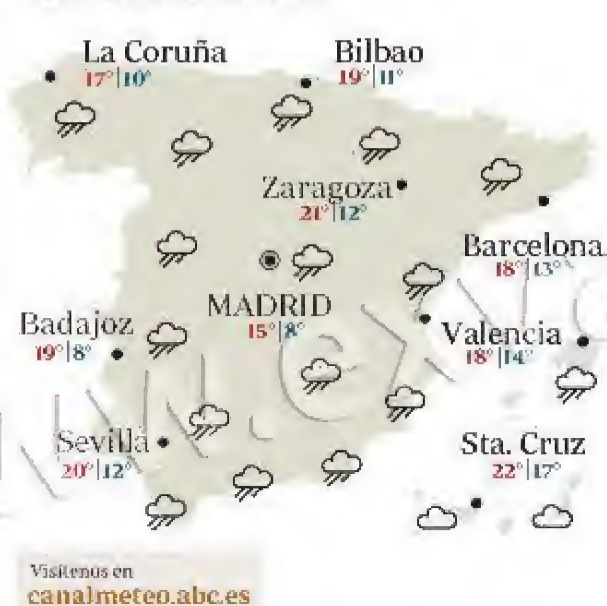 La Coruña
17°|10°
Bilbao
19°|11°
Zaragoza
21°|12°
Barcelona
18°|13°
MADRID
15°|8°
Badajoz
19°|8°
Valencia
18°|14°
Sevilla
20°|12°
Sta. Cruz
22°|17°
Visítenos en
canalmeteo.abc.es